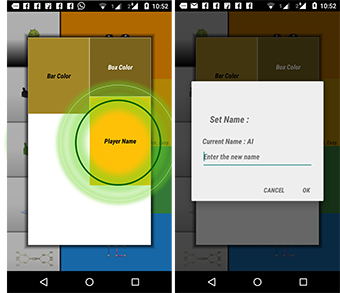 10:52
Bar Color
Box Color
Player Name
10:52
Set Name :
Current Name : AI
Enter the new name
CANCEL
OK